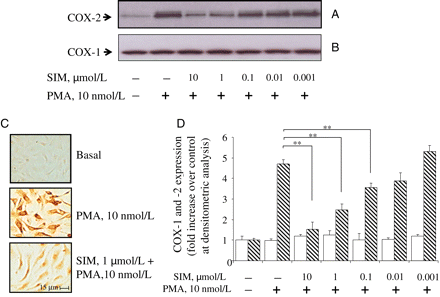 COX-2 A
COX-1 B
SIM, μmol/L – – 10 1 0.1 0.01 0.001
PMA, 10 nmol/L – + + + + + +
C
Basal
PMA, 10 nmol/L
SIM, 1 μmol/L +
PMA,10 nmol/L
15 μm
D
COX-1 and -2 expression
(fold increase over control
at densitometric analysis)
6
5
4
3
2
1
0
**
**
**
SIM, μmol/L – – 10 1 0.1 0.01 0.001
PMA, 10 nmol/L – + + + + + +